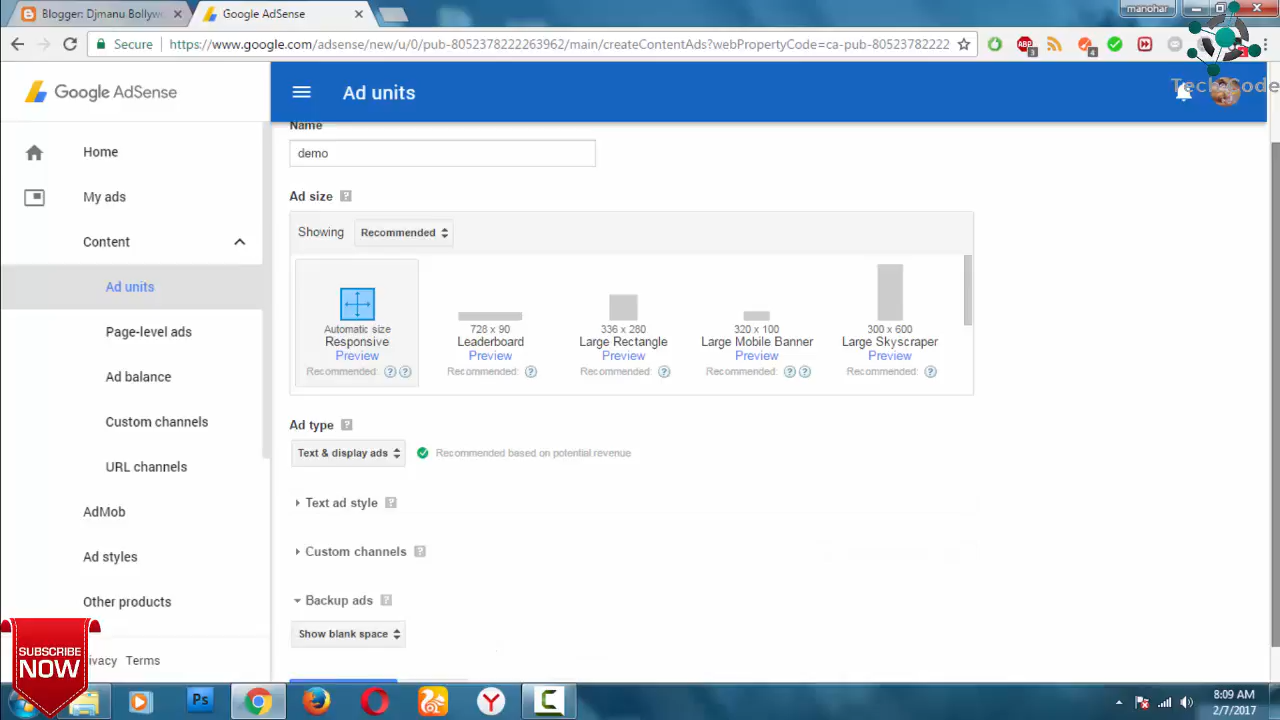 Blogger: Djmanu Bollyw
Google AdSense
manohar
Secure
https://www.google.com/adsense/new/u/0/pub-8052372222263962/main/createContentAds?webPropertyCode=ca-pub-80523782222
Tech Code
Google AdSense
Ad units
Home
My ads
Content
Ad units
Page-level ads
Ad balance
Custom channels
URL channels
AdMob
Ad styles
Other products
Privacy Terms
Name
demo
Ad size ?
Showing Recommended
Automatic size
Responsive
Preview
Recommended: ? ?
728 x 90
Leaderboard
Preview
Recommended: ?
336 x 280
Large Rectangle
Preview
Recommended: ?
320 x 100
Large Mobile Banner
Preview
Recommended: ? ?
300 x 600
Large Skyscraper
Preview
Recommended: ?
Ad type ?
Text & display ads
Recommended based on potential revenue
Text ad style ?
Custom channels ?
Backup ads ?
Show blank space
SUBSCRIBE
NOW
Ps
8:09 AM
2/7/2017